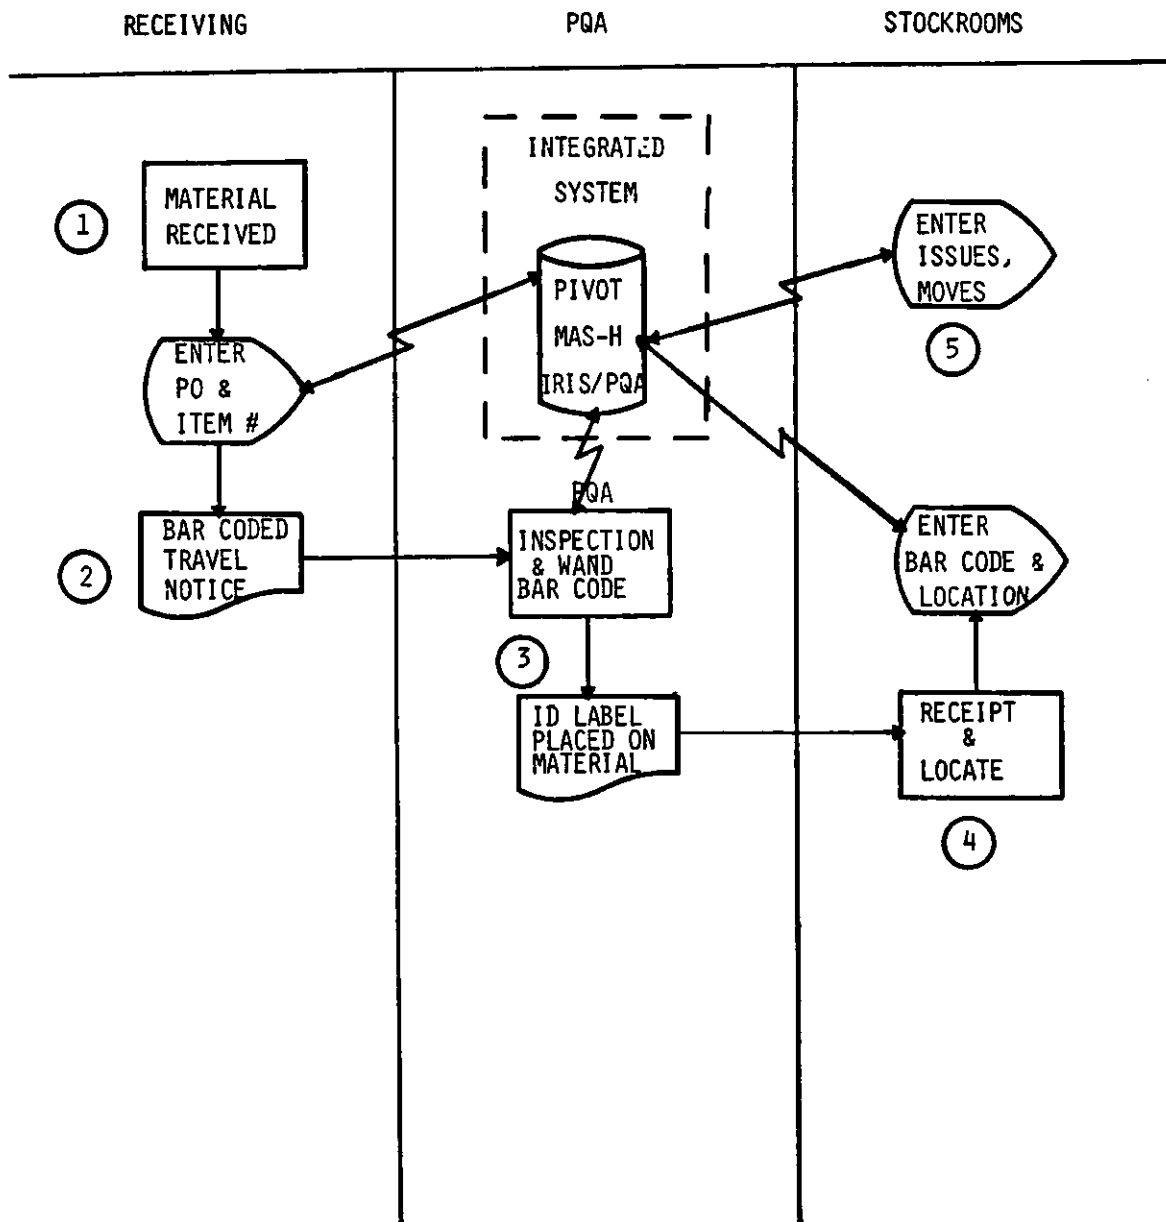 RECEIVING
PQA
STOCKROOMS
1
MATERIAL
RECEIVED
ENTER
PO &
ITEM #
2
BAR CODED
TRAVEL
NOTICE
INTEGRATED
SYSTEM
PIVOT
MAS-H
IRIS/PQA
PQA
INSPECTION
& WAND
BAR CODE
3
ID LABEL
PLACED ON
MATERIAL
ENTER
ISSUES,
MOVES
5
ENTER
BAR CODE &
LOCATION
RECEIPT
&
LOCATE
4